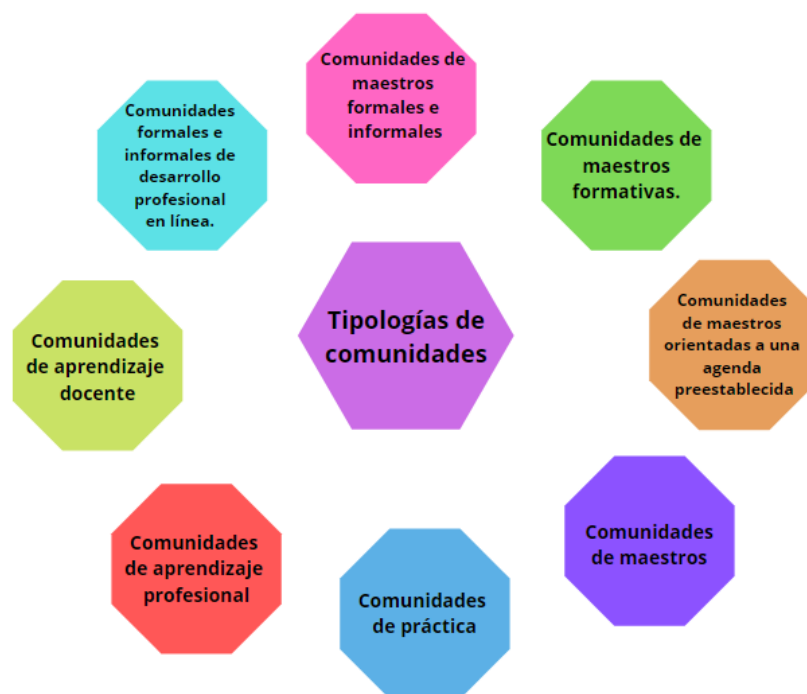 Comunidades de
maestros
formales e
informales
Comunidades
formales e
informales de
desarrollo
profesional
en línea.
Comunidades de
maestros
formativas.
Tipologías de
comunidades
Comunidades
de maestros
orientadas a una
agenda
preestablecida
Comunidades
de aprendizaje
docente
Comunidades
de maestros
Comunidades
de aprendizaje
profesional
Comunidades
de práctica